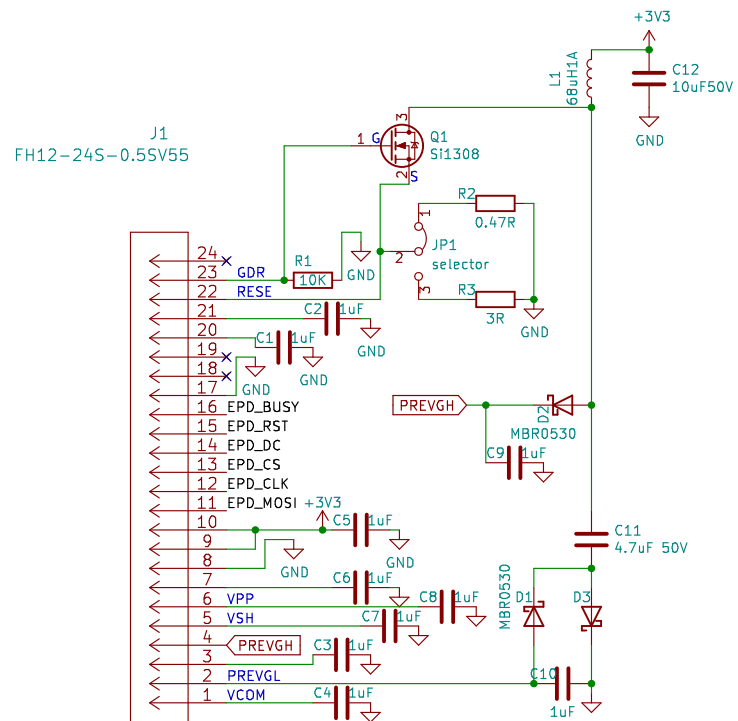 +3V3
L1
68uH1A
C12
10uF50V
GND
J1
FH12-24S-0.5SV55
3
1
G
Q1
Si1308
2
S
R2
0.47R
1
JP1
2
selector
3
R3
3R
GND
24
23
GDR
R1
10K
GND
22
RESE
21
C2
1uF
GND
20
C1
1uF
GND
19
18
17
GND
16
EPD_BUSY
15
EPD_RST
14
EPD_DC
13
EPD_CS
12
EPD_CLK
11
EPD_MOSI
PREVGH
D2
MBR0530
C9
1uF
10
+3V3
C5
1uF
GND
9
8
GND
7
C6
1uF
6
VPP
C8
1uF
5
VSH
C7
1uF
4
PREVGH
3
C3
1uF
2
PREVGL
1
VCOM
C4
1uF
C11
4.7uF 50V
MBR0530
D1
D3
C10
1uF